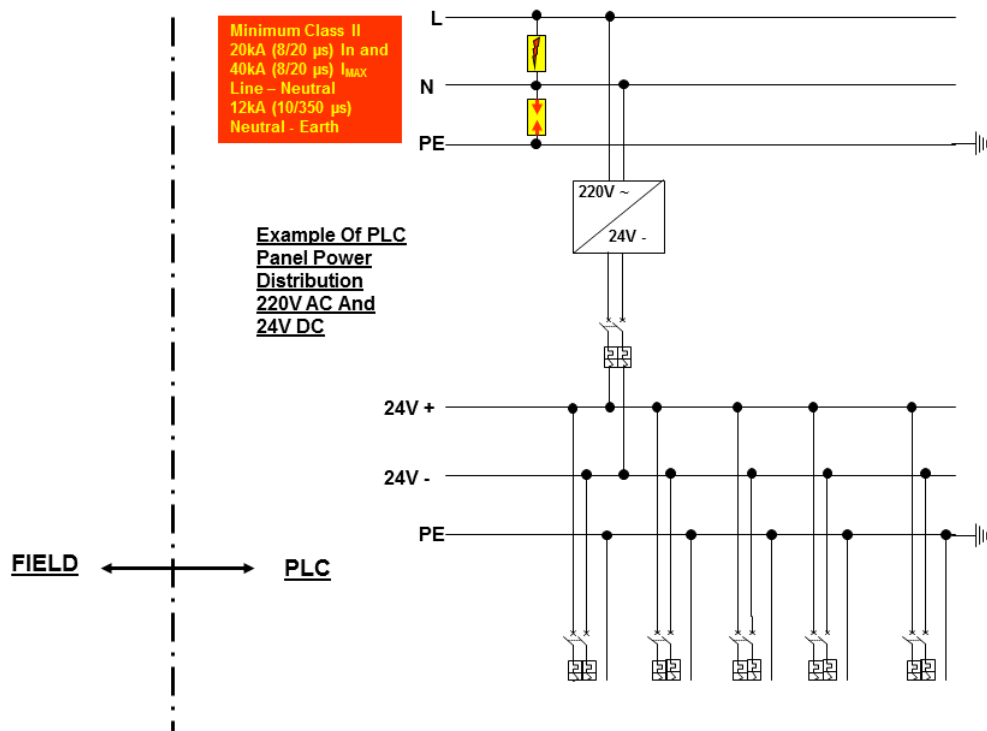 Minimum Class II
20kA (8/20 µs) In and
40kA (8/20 µs) IMAX
Line – Neutral
12kA (10/350 µs)
Neutral - Earth
L
N
PE
220V ~
24V -
Example Of PLC
Panel Power
Distribution
220V AC And
24V DC
24V +
24V -
PE
FIELD
PLC